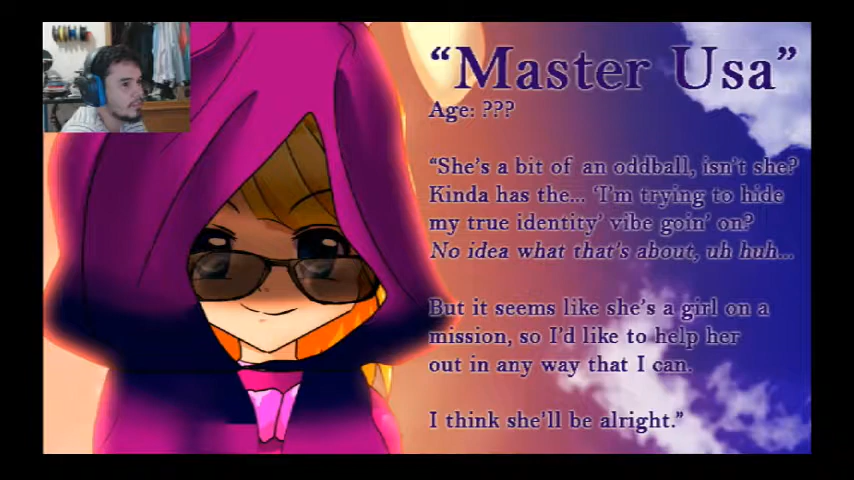 “Master Usa”
Age: ???
“She’s a bit of an oddball, isn’t she?
Kinda has the... ‘I’m trying to hide
my true identity’ vibe goin’ on?
No idea what that’s about, uh huh...
But it seems like she’s a girl on a
mission, so I’d like to help her
out in any way that I can.
I think she’ll be alright.”